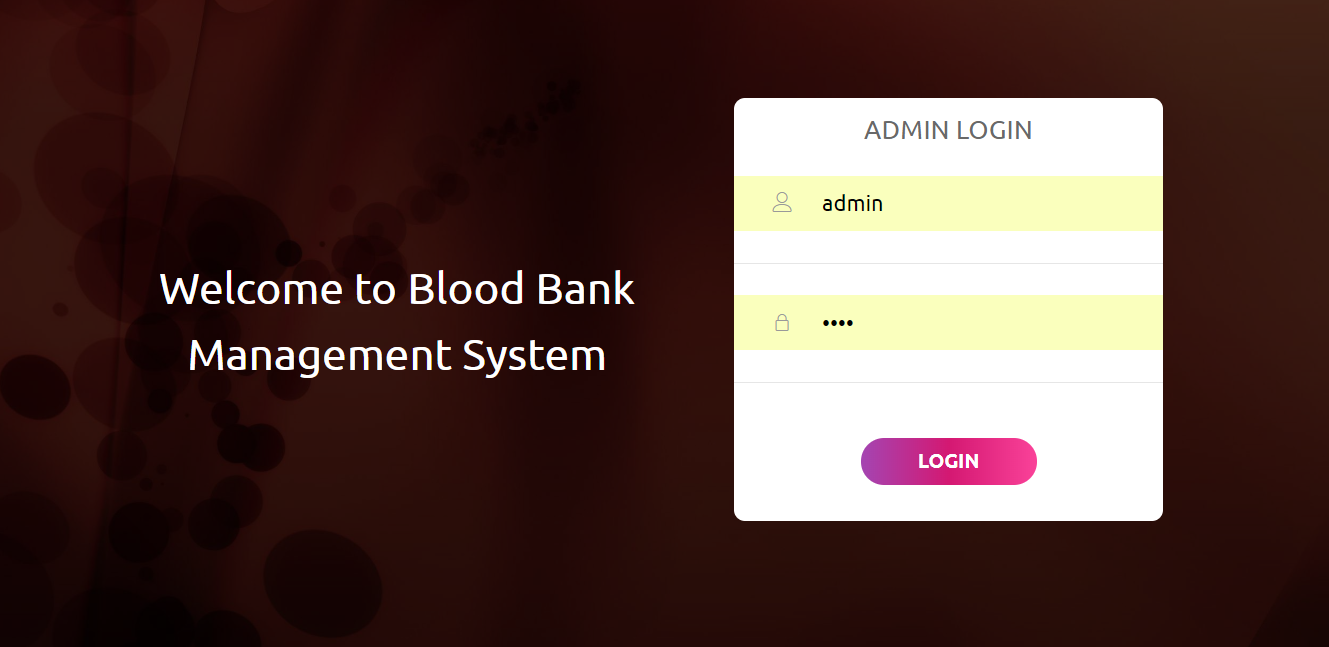 Welcome to Blood Bank
Management System
ADMIN LOGIN
admin
••••
LOGIN